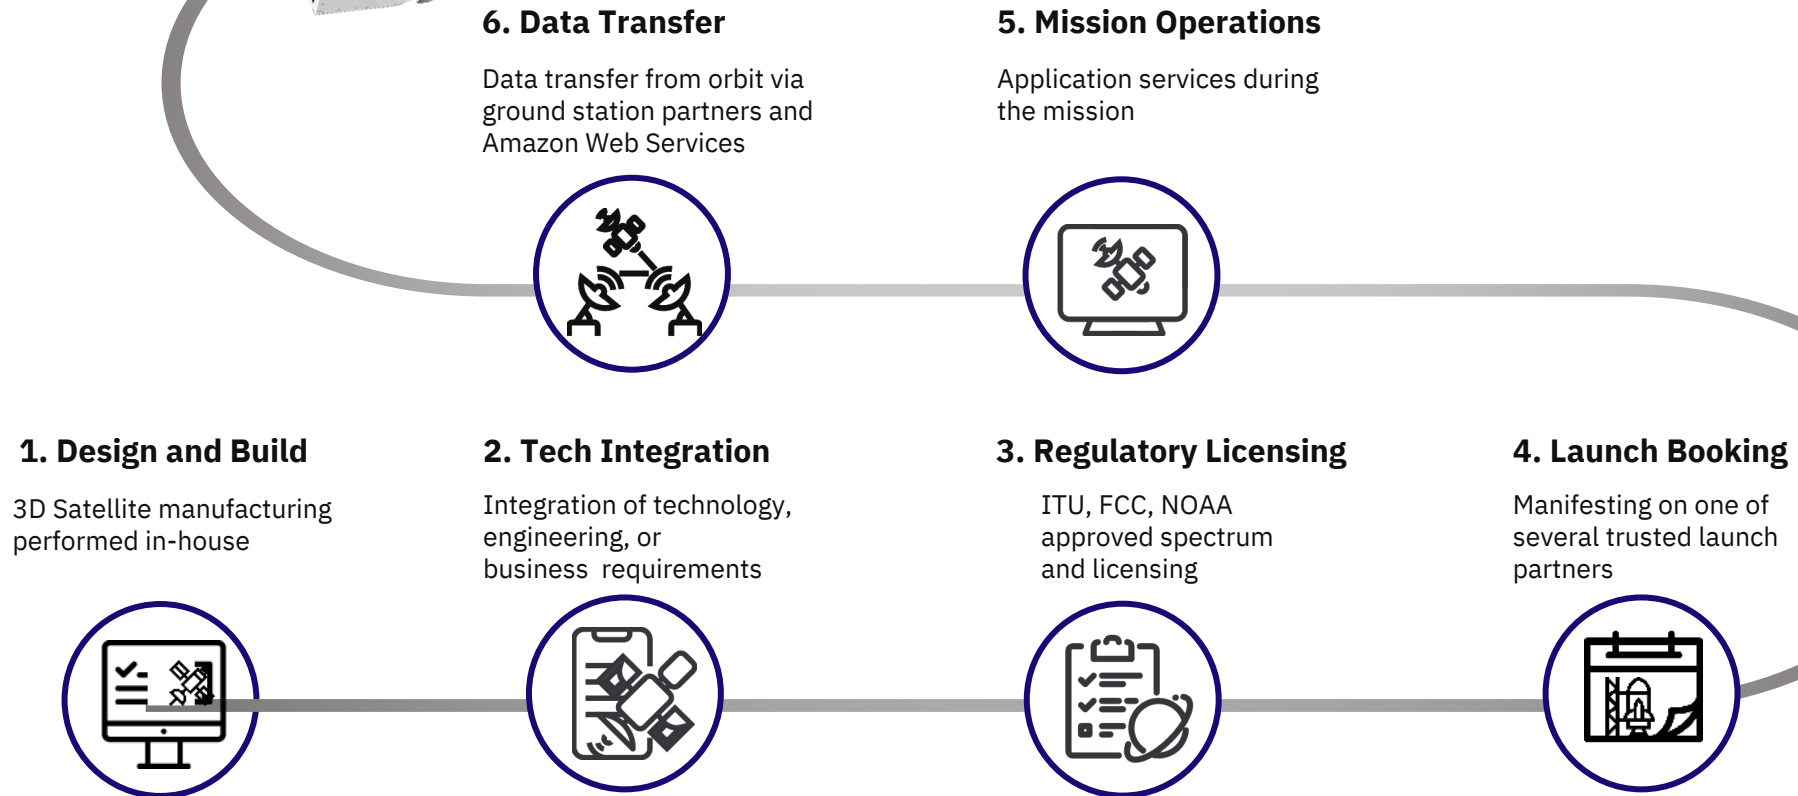 6. Data Transfer
Data transfer from orbit via
ground station partners and
Amazon Web Services
5. Mission Operations
Application services during
the mission
1. Design and Build
3D Satellite manufacturing
performed in-house
2. Tech Integration
Integration of technology,
engineering, or
business  requirements
3. Regulatory Licensing
ITU, FCC, NOAA
approved spectrum
and licensing
4. Launch Booking
Manifesting on one of
several trusted launch
partners